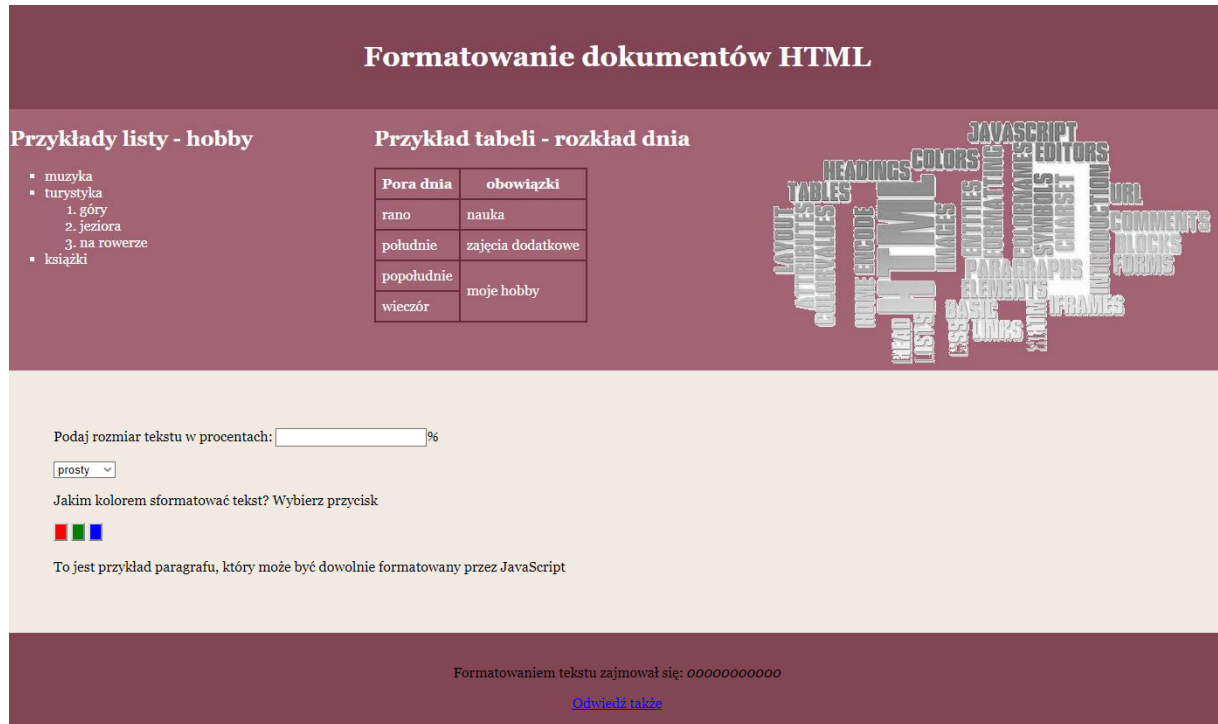 Formatowanie dokumentów HTML
Przykłady listy - hobby
▪ muzyka
▪ turystyka
1. góry
2. jeziora
3. na rowerze
▪ książki
Przykład tabeli - rozkład dnia
Pora dnia obowiązki
rano nauka
południe zajęcia dodatkowe
popołudnie
moje hobby
wieczór
JAVASCRIPT
COLORS
EDITORS
HEADINGS
TABLES
LAYOUT
ATTRIBUTES
COLORVALUES
HOME
ENCODE
HTML
IMAGES
ENTITIES
FORMATTING
COLORNAMES
SYMBOLS
CHARSET
INTRODUCTION
URL
COMMENTS
BLOCKS
FORMS
PARAGRAPHS
ELEMENTS
BASIC
LINKS
IFRAMES
HEAD
LISTS
CSS
XHTML
Podaj rozmiar tekstu w procentach: %
prosty
Jakim kolorem sformatować tekst? Wybierz przycisk
To jest przykład paragrafu, który może być dowolnie formatowany przez JavaScript
Formatowaniem tekstu zajmował się: 00000000000
Odwiedź także